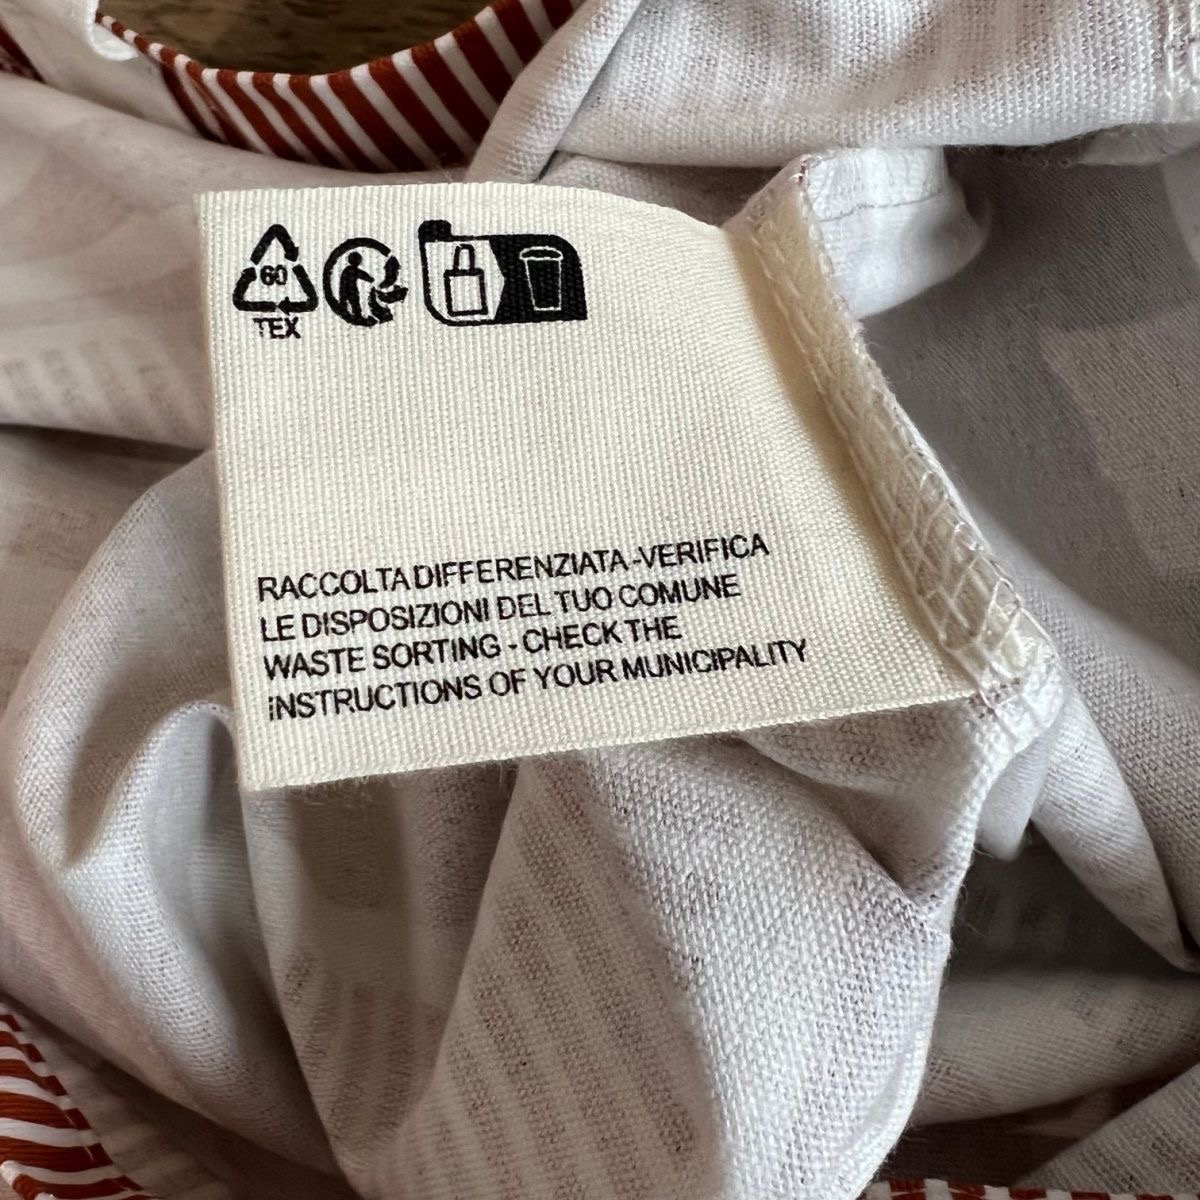 60
TEX
RACCOLTA DIFFERENZIATA-VERIFICA
LE DISPOSIZIONI DEL TUO COMUNE
WASTE SORTING - CHECK THE
iNSTRUCTIONS OF YOUR MUNICIPALITY